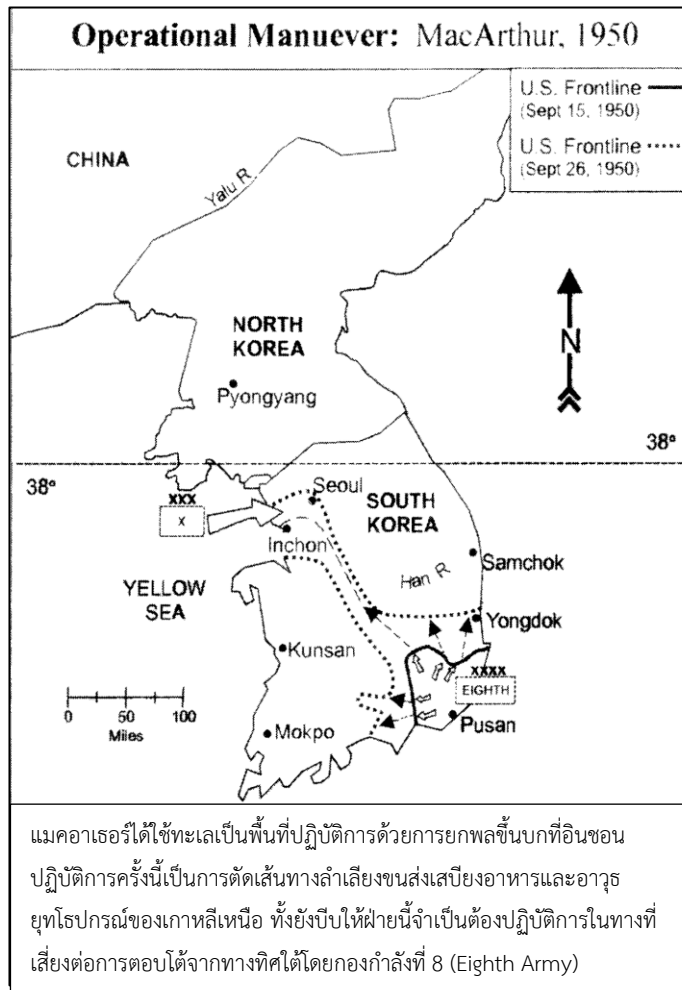 Operational Manuever: MacArthur, 1950
U.S. Frontline
(Sept 15, 1950)
U.S. Frontline
(Sept 26, 1950)
CHINA
Yalu R
N
NORTH
KOREA
Pyongyang
38°
38°
xxx
X
Seoul
SOUTH
KOREA
Inchon
Han R
Samchok
YELLOW
SEA
Yongdok
Kunsan
xxxx
EIGHTH
0 50 100
Miles
Mokpo
Pusan
แมคอาเธอร์ได้ใช้ทะเลเป็นพื้นที่ปฏิบัติการด้วยการยกพลขึ้นบกที่อินชอน
ปฏิบัติการครั้งนี้เป็นการตัดเส้นทางลำเลียงขนส่งเสบียงอาหารและอาวุธ
ยุทโธปกรณ์ของเกาหลีเหนือ ทั้งยังบีบให้ฝ่ายนี้จำเป็นต้องปฏิบัติการในทางที่
เสี่ยงต่อการตอบโต้จากทางทิศใต้โดยกองกำลังที่ 8 (Eighth Army)